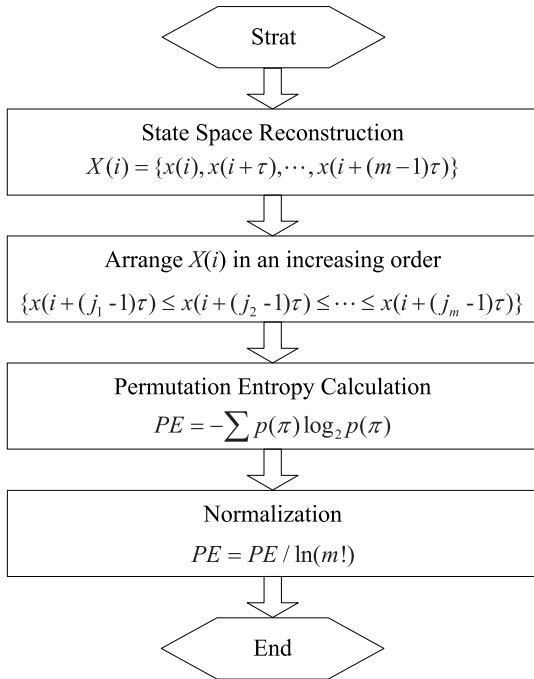 Strat
State Space Reconstruction
X(i) = {x(i), x(i+τ), ⋯, x(i+(m−1)τ)}
Arrange X(i) in an increasing order
{x(i+(j₁ -1)τ) ≤ x(i+(j₂ -1)τ) ≤ ⋯ ≤ x(i+(jₘ -1)τ)}
Permutation Entropy Calculation
PE = −∑ p(π) log₂ p(π)
Normalization
PE = PE / ln(m!)
End